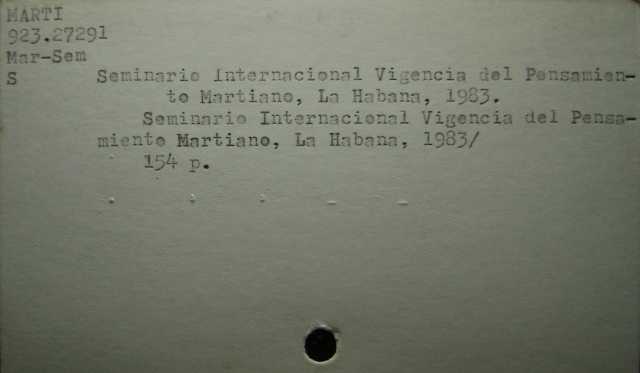 MARTI
923.27291
Mar-Sem
S Seminario Internacional Vigencia del Pensamien-
to Martiano, La Habana, 1983.
Seminario Internacional Vigencia del Pensa-
miento Martiano, La Habana, 1983/
154 p.